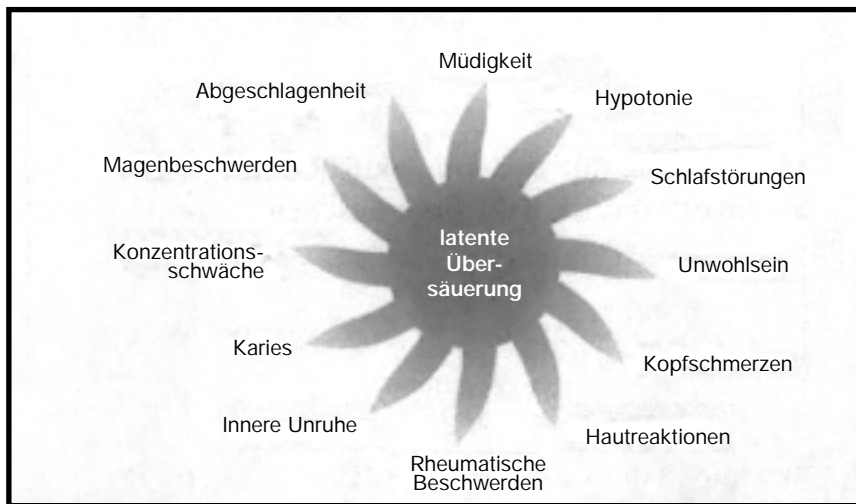 Müdigkeit
Hypotonie
Schlafstörungen
Unwohlsein
Kopfschmerzen
Hautreaktionen
Rheumatische
Beschwerden
Innere Unruhe
Karies
Konzentrations-
schwäche
Magenbeschwerden
Abgeschlagenheit
latente
Über-
säuerung